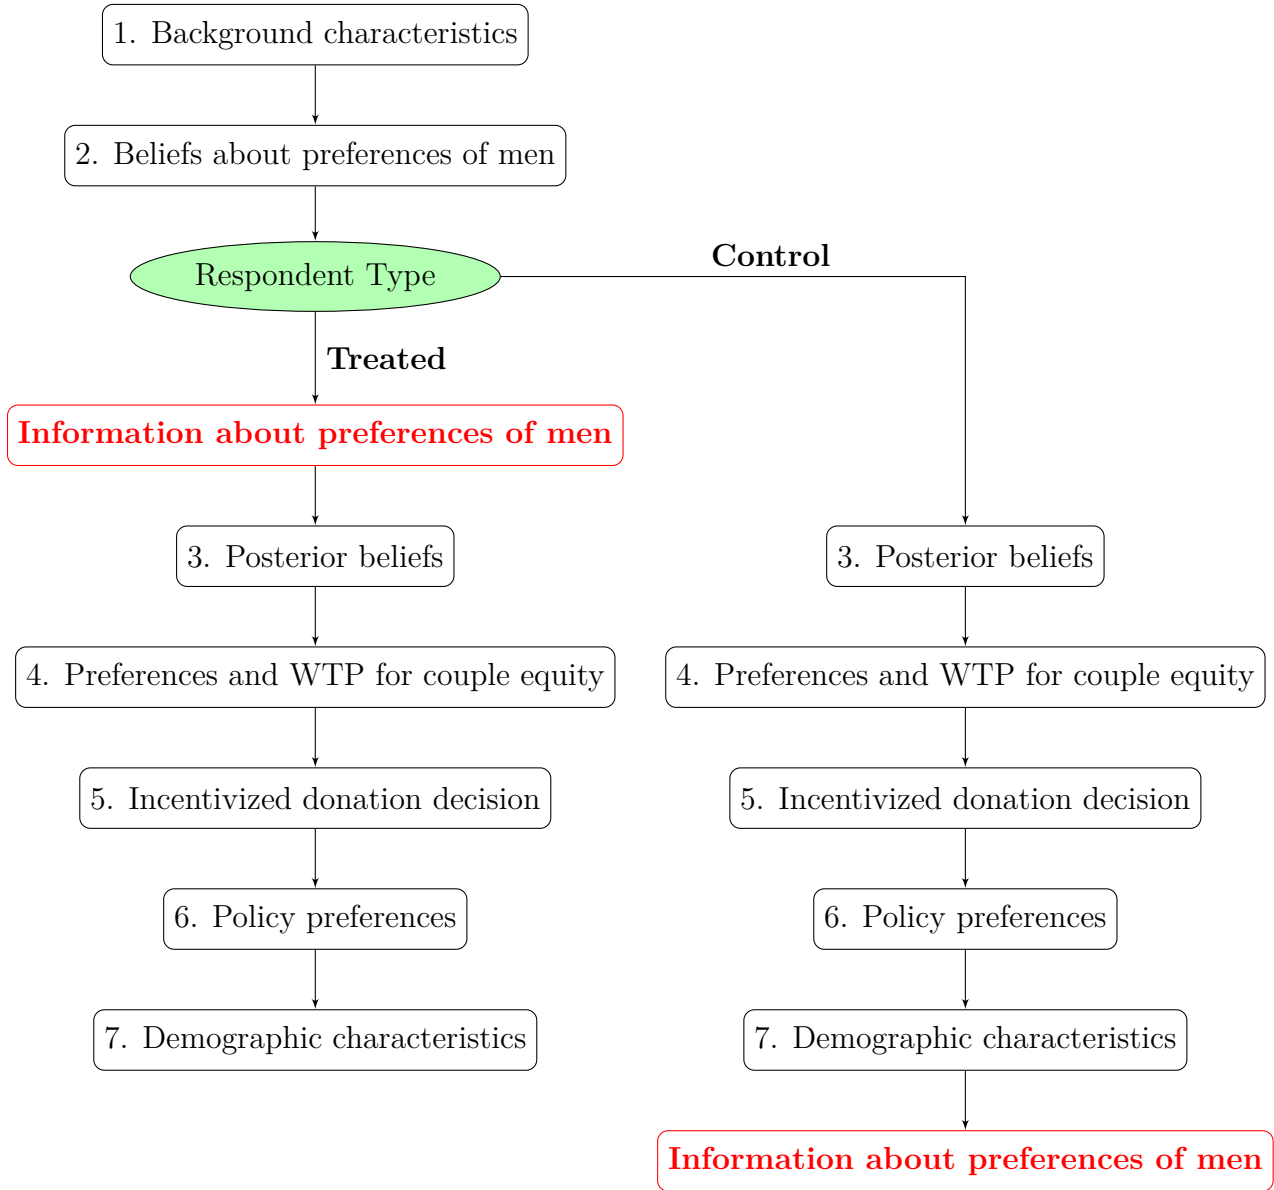 1. Background characteristics
2. Beliefs about preferences of men
Respondent Type
Control
Treated
Information about preferences of men
3. Posterior beliefs
3. Posterior beliefs
4. Preferences and WTP for couple equity
4. Preferences and WTP for couple equity
5. Incentivized donation decision
5. Incentivized donation decision
6. Policy preferences
6. Policy preferences
7. Demographic characteristics
7. Demographic characteristics
Information about preferences of men